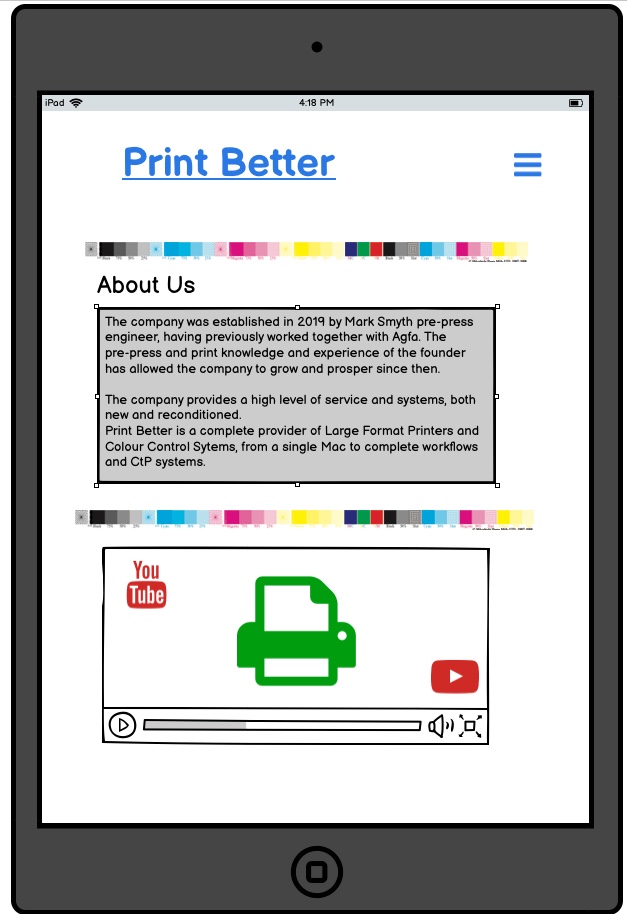 iPad
4:18 PM
Print Better
About Us
The company was established in 2019 by Mark Smyth pre-press
engineer, having previously worked together with Agfa. The
pre-press and print knowledge and experience of the founder
has allowed the company to grow and prosper since then.
The company provides a high level of service and systems, both
new and reconditioned.
Print Better is a complete provider of Large Format Printers and
Colour Control Sytems, from a single Mac to complete workflows
and CtP systems.
You
Tube